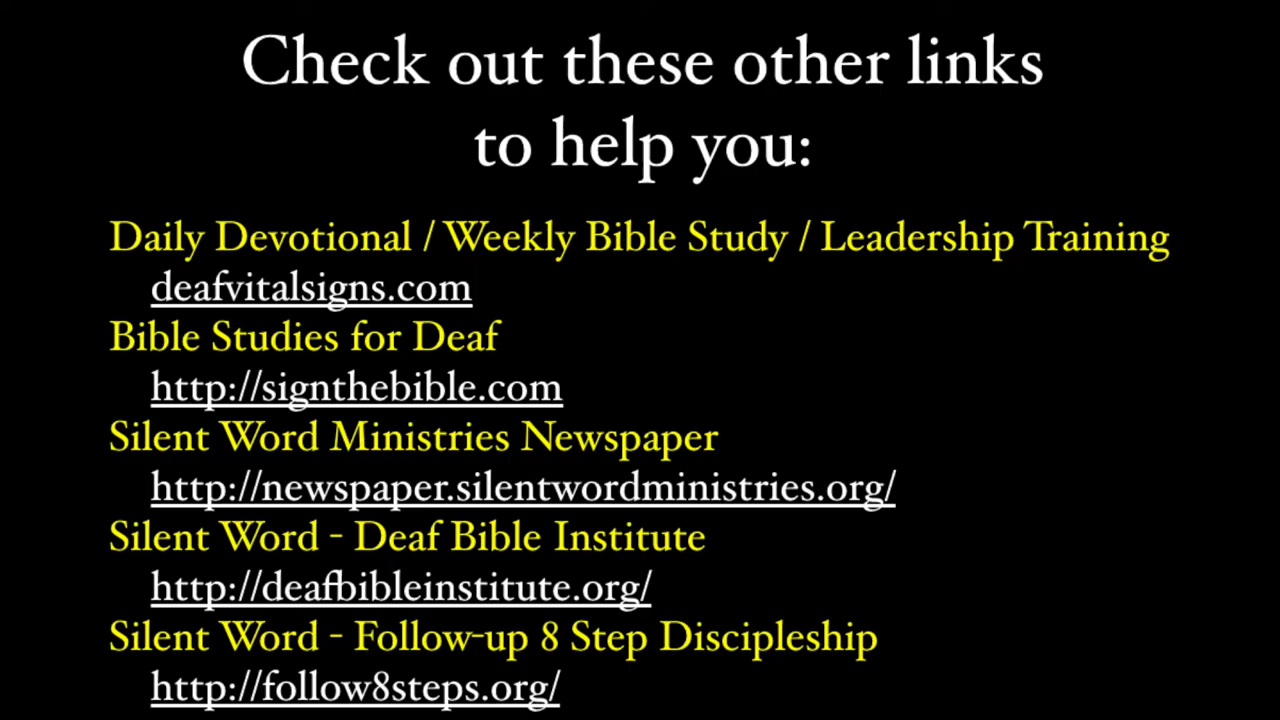 Check out these other links
to help you:
Daily Devotional / Weekly Bible Study / Leadership Training
deafvitalsigns.com
Bible Studies for Deaf
http://signthebible.com
Silent Word Ministries Newspaper
http://newspaper.silentwordministries.org/
Silent Word - Deaf Bible Institute
http://deafbibleinstitute.org/
Silent Word - Follow-up 8 Step Discipleship
http://follow8steps.org/